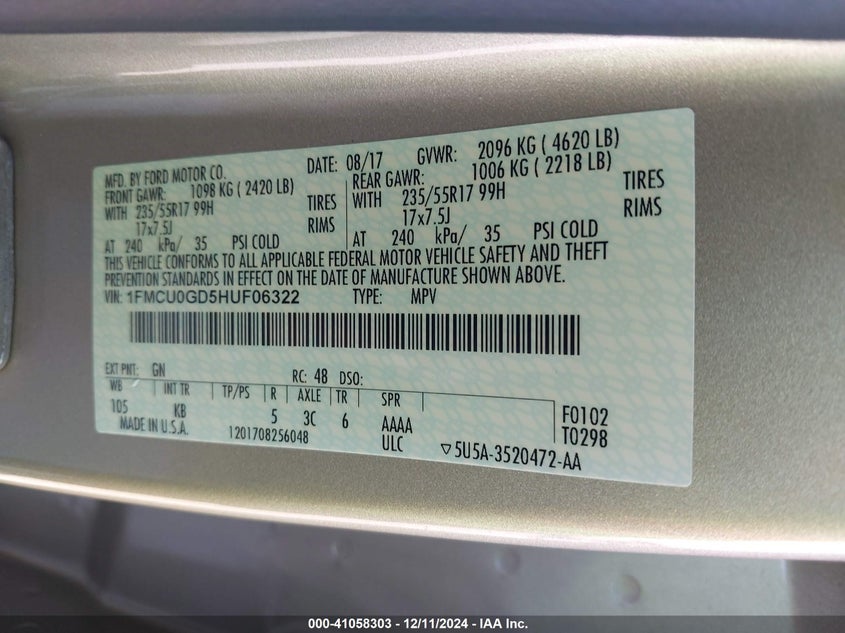 MFD. BY FORD MOTOR CO.
DATE: 08/17 GVWR: 2096 KG ( 4620 LB)
FRONT GAWR: 1098 KG ( 2420 LB)
REAR GAWR: 1006 KG ( 2218 LB)
WITH 235/55R17 99H TIRES
WITH 235/55R17 99H TIRES
17x7.5J RIMS
17x7.5J RIMS
AT 240 kPa/ 35 PSI COLD
AT 240 kPa/ 35 PSI COLD
THIS VEHICLE CONFORMS TO ALL APPLICABLE FEDERAL MOTOR VEHICLE SAFETY AND THEFT
PREVENTION STANDARDS IN EFFECT ON THE DATE OF MANUFACTURE SHOWN ABOVE.
VIN: 1FMCU0GD5HUF06322 TYPE: MPV
EXT PNT: GN RC: 48 DSO:
WB INT TR TP/PS R AXLE TR SPR
105 KB 5 3C 6 AAAA F0102
MADE IN U.S.A. 1201708256048 ULC T0298
▽5U5A-3520472-AA
000-41058303 - 12/11/2024 - IAA Inc.